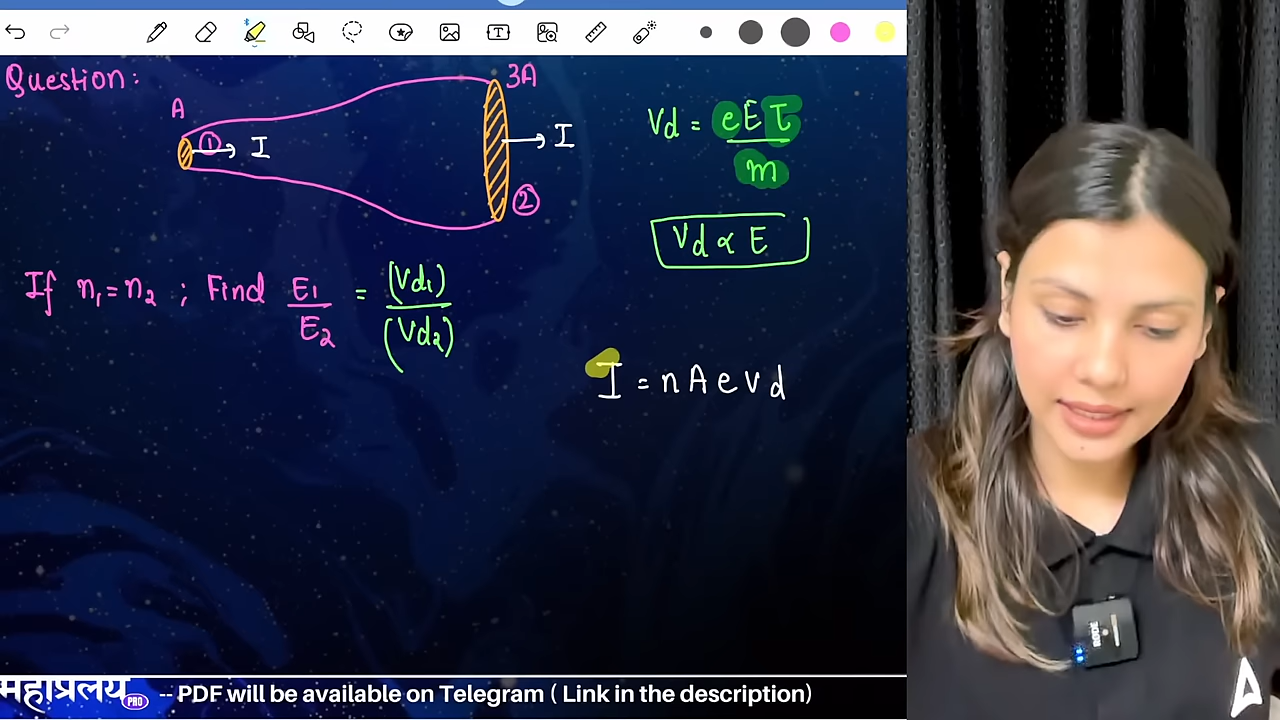 Question:
A
3A
① → I
→ I
②
Vd = eEτ
m
Vd ∝ E
If n₁ = n₂ ; Find E₁ = (Vd₁)
E₂ (Vd₂)
I = nAeVd
महाप्रलय PRO -- PDF will be available on Telegram ( Link in the description)
RODE